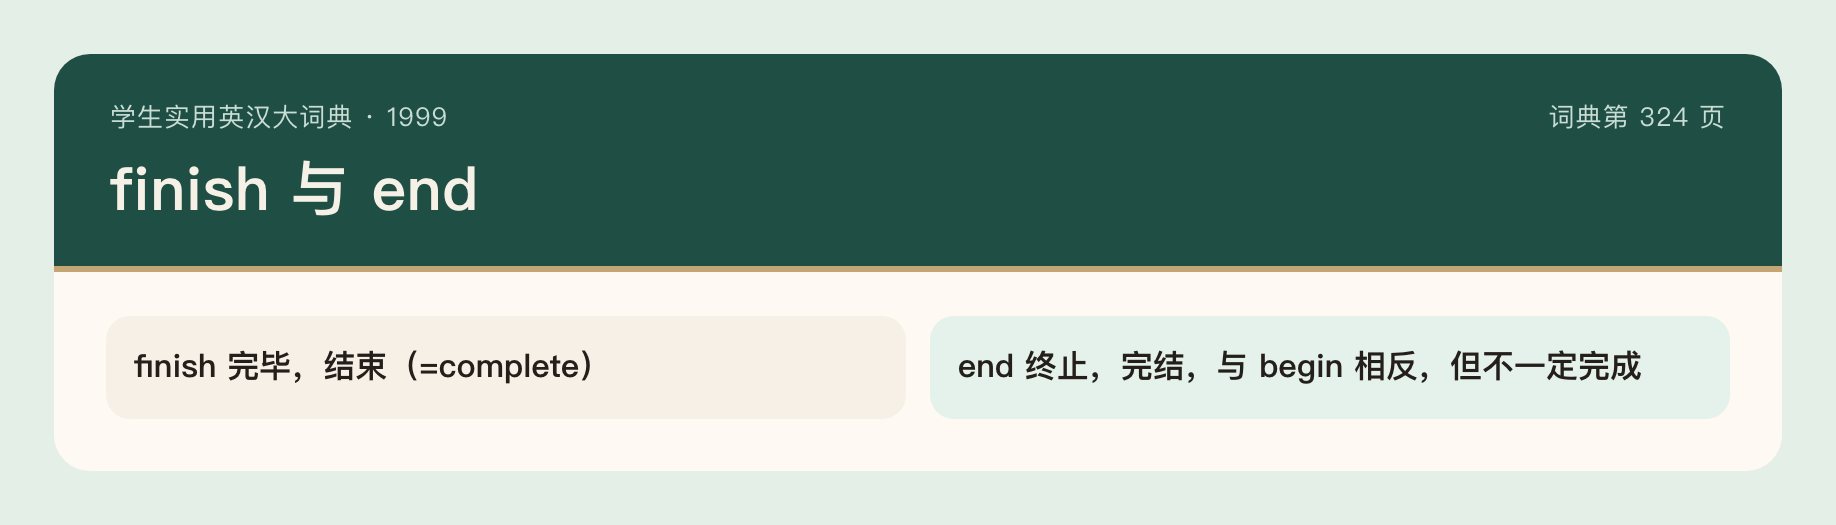 学生实用英汉大词典 · 1999
词典第 324 页
finish 与 end
finish 完毕，结束（=complete）
end 终止，完结，与 begin 相反，但不一定完成